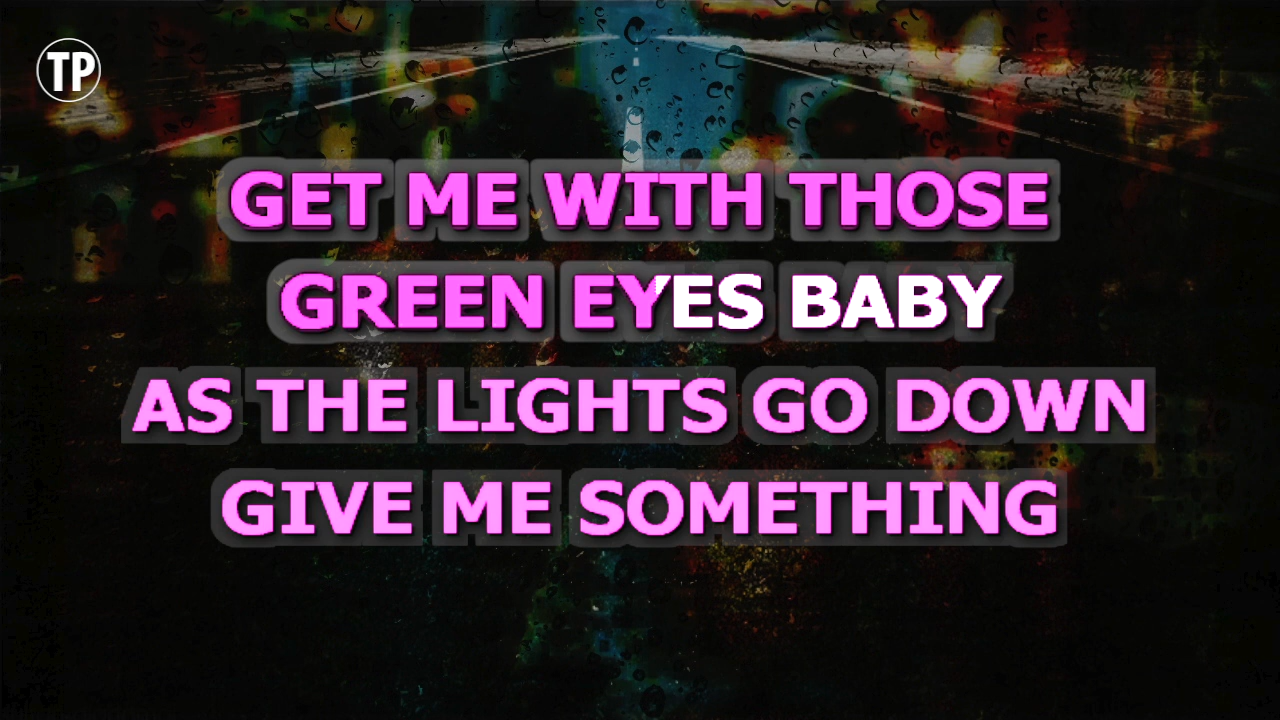 TP
GET ME WITH THOSE
GREEN EYES BABY
AS THE LIGHTS GO DOWN
GIVE ME SOMETHING